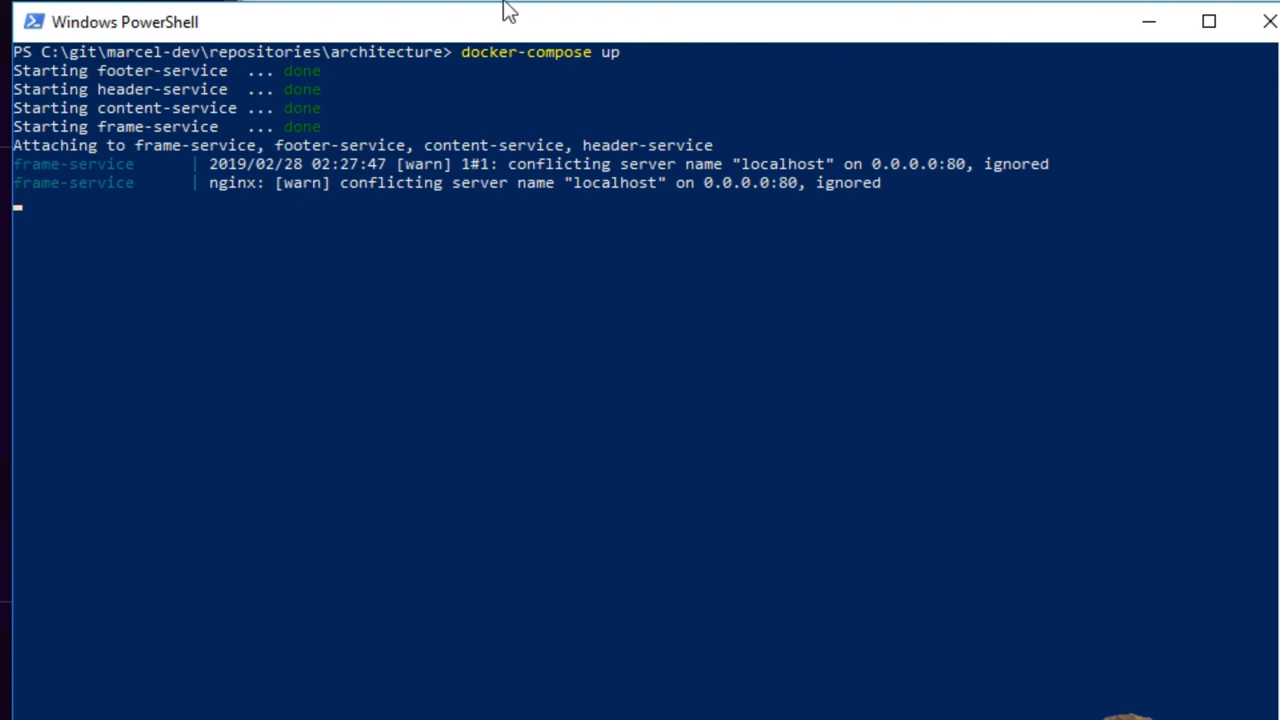 Windows PowerShell
PS C:\git\marcel-dev\repositories\architecture> docker-compose up
Starting footer-service  ... done
Starting header-service  ... done
Starting content-service ... done
Starting frame-service   ... done
Attaching to frame-service, footer-service, content-service, header-service
frame-service      | 2019/02/28 02:27:47 [warn] 1#1: conflicting server name "localhost" on 0.0.0.0:80, ignored
frame-service      | nginx: [warn] conflicting server name "localhost" on 0.0.0.0:80, ignored